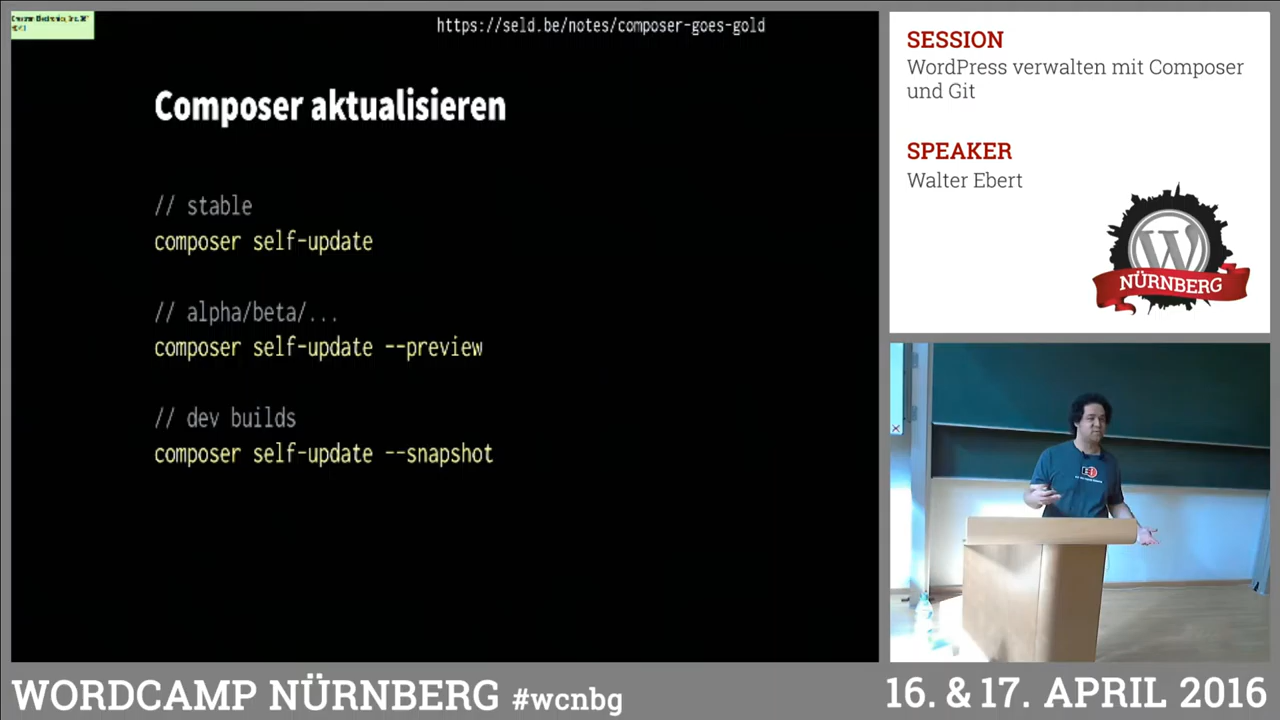 https://seld.be/notes/composer-goes-gold
Composer aktualisieren
// stable
composer self-update
// alpha/beta/...
composer self-update --preview
// dev builds
composer self-update --snapshot
SESSION
WordPress verwalten mit Composer
und Git
SPEAKER
Walter Ebert
W
NÜRNBERG
WORDCAMP NÜRNBERG #wcnbg
16. & 17. APRIL 2016